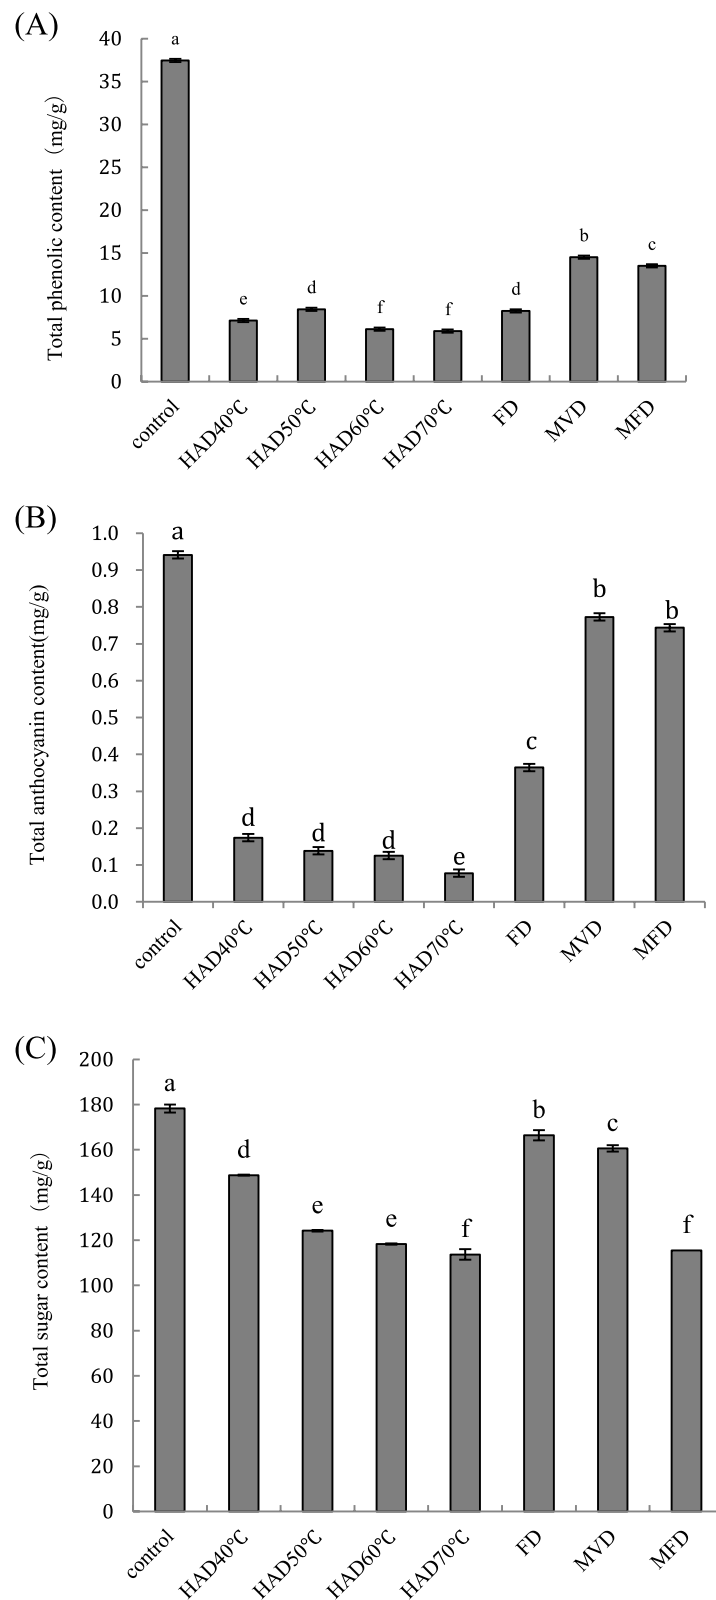 (A)
Total phenolic content（mg/g）
40
35
30
25
20
15
10
5
0
a
e
d
f
f
d
b
c
control
HAD40℃
HAD50℃
HAD60℃
HAD70℃
FD
MVD
MFD
(B)
Total anthocyanin content(mg/g)
1.0
0.9
0.8
0.7
0.6
0.5
0.4
0.3
0.2
0.1
0.0
a
d
d
d
e
c
b
b
control
HAD40℃
HAD50℃
HAD60℃
HAD70℃
FD
MVD
MFD
(C)
Total sugar content（mg/g）
200
180
160
140
120
100
80
60
40
20
0
a
d
e
e
f
b
c
f
control
HAD40℃
HAD50℃
HAD60℃
HAD70℃
FD
MVD
MFD